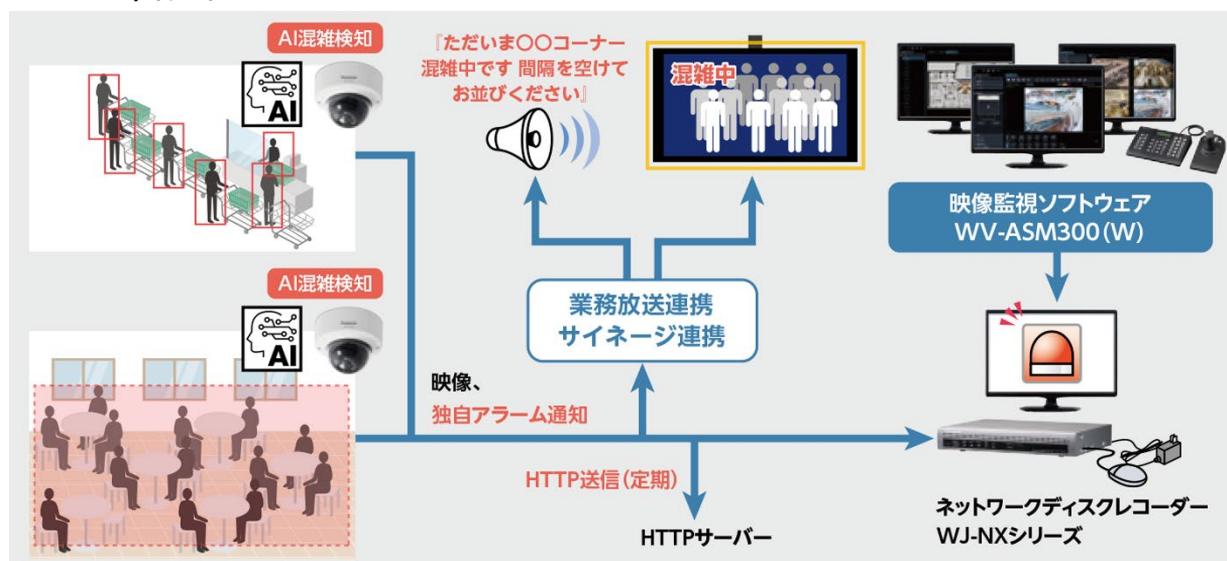 AI混雑検知
AI
『ただいま〇〇コーナー
混雑中です 間隔を空けて
お並びください』
混雑中
映像監視ソフトウェア
WV-ASM300(W)
AI混雑検知
AI
業務放送連携
サイネージ連携
映像、
独自アラーム通知
HTTP送信(定期)
HTTPサーバー
ネットワークディスクレコーダー
WJ-NXシリーズ